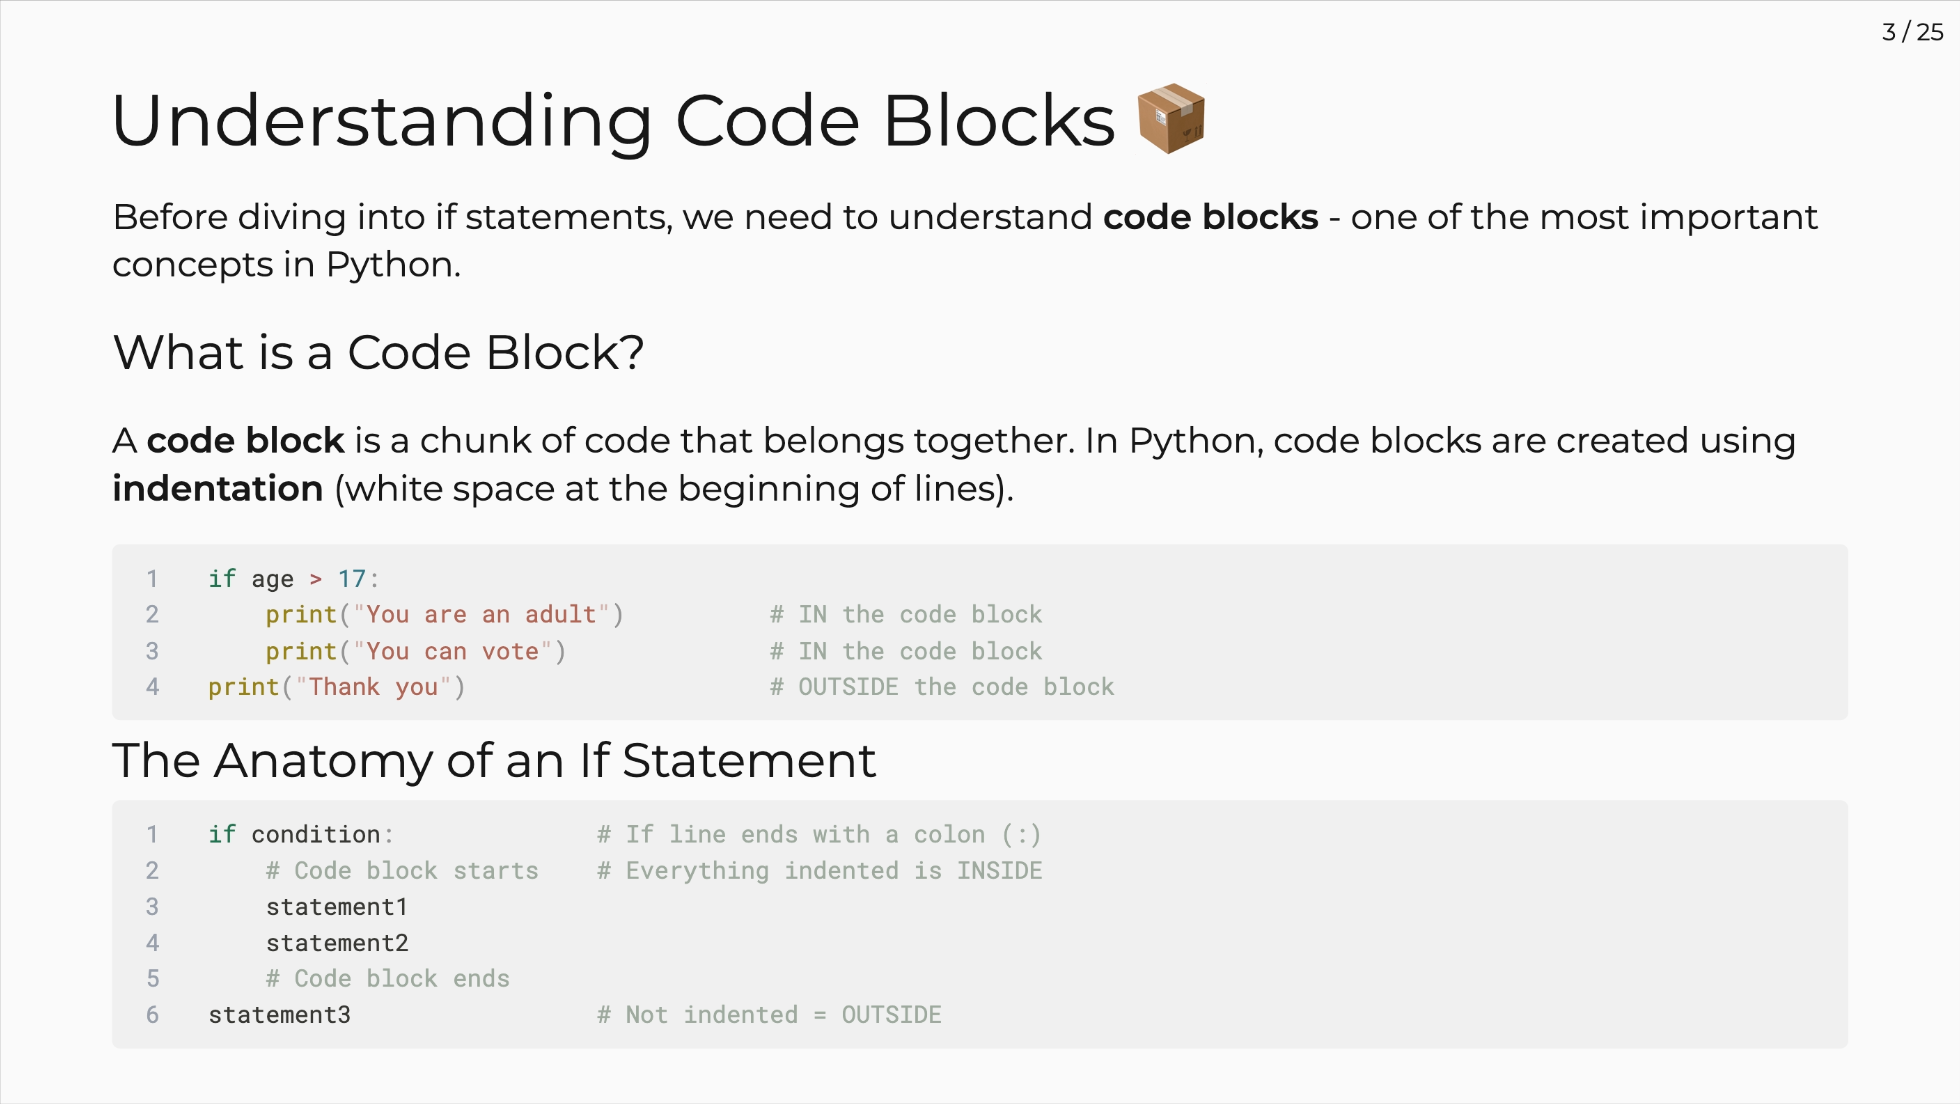 3 / 25
Understanding Code Blocks 📦
Before diving into if statements, we need to understand code blocks - one of the most important
concepts in Python.
What is a Code Block?
A code block is a chunk of code that belongs together. In Python, code blocks are created using
indentation (white space at the beginning of lines).
1 if age > 17:
2     print("You are an adult")          # IN the code block
3     print("You can vote")              # IN the code block
4 print("Thank you")                     # OUTSIDE the code block
The Anatomy of an If Statement
1 if condition:              # If line ends with a colon (:)
2     # Code block starts    # Everything indented is INSIDE
3     statement1
4     statement2
5     # Code block ends
6 statement3                 # Not indented = OUTSIDE